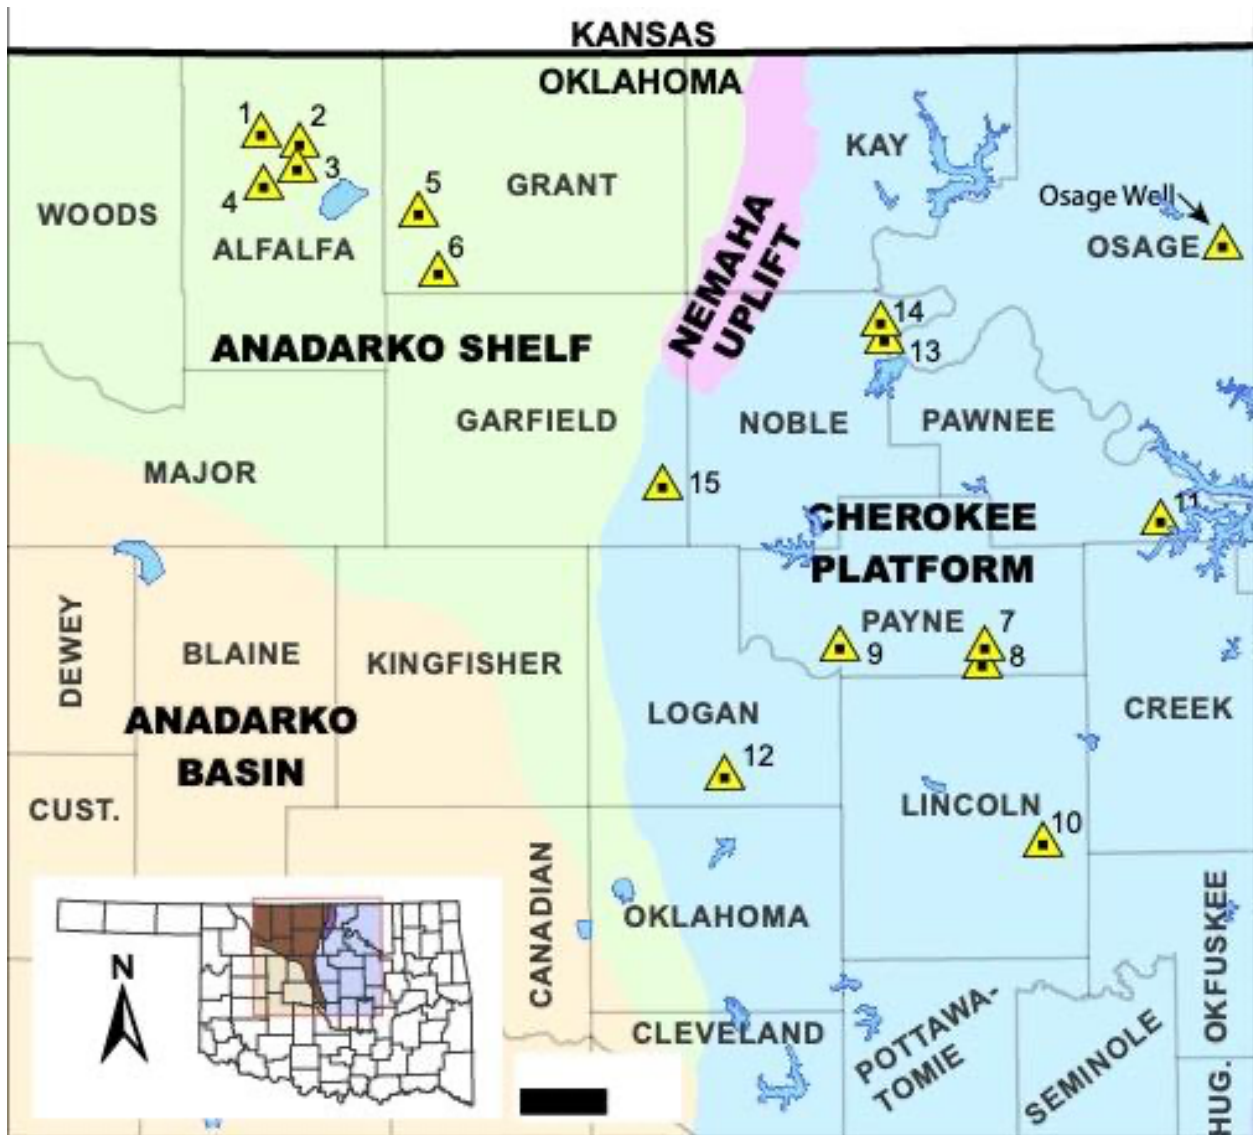 KANSAS
OKLAHOMA
1
2
3
4
5
6
WOODS
ALFALFA
GRANT
KAY
Osage Well
OSAGE
NEMAHA
UPLIFT
ANADARKO SHELF
14
13
GARFIELD
NOBLE
PAWNEE
MAJOR
15
11
CHEROKEE
PLATFORM
DEWEY
BLAINE
KINGFISHER
PAYNE
7
8
9
ANADARKO
BASIN
LOGAN
CREEK
12
CUST.
LINCOLN
10
CANADIAN
OKLAHOMA
OKFUSKEE
N
CLEVELAND
POTTAWA-
TOMIE
SEMINOLE
HUG.